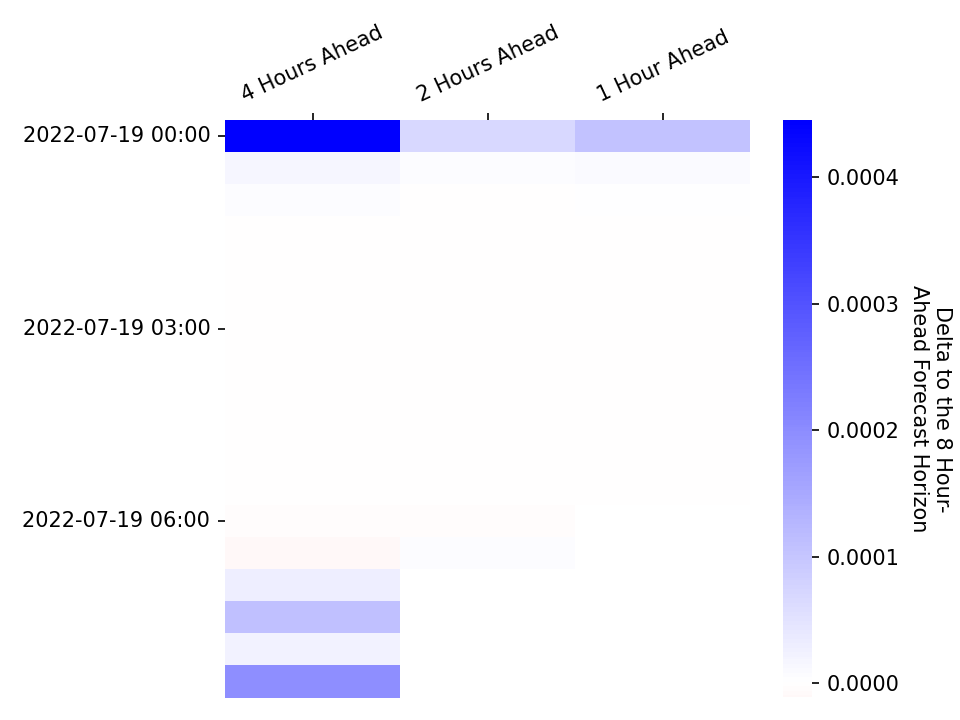 4 Hours Ahead
2 Hours Ahead
1 Hour Ahead
2022-07-19 00:00
2022-07-19 03:00
2022-07-19 06:00
0.0004
0.0003
0.0002
0.0001
0.0000
Delta to the 8 Hour-
Ahead Forecast Horizon